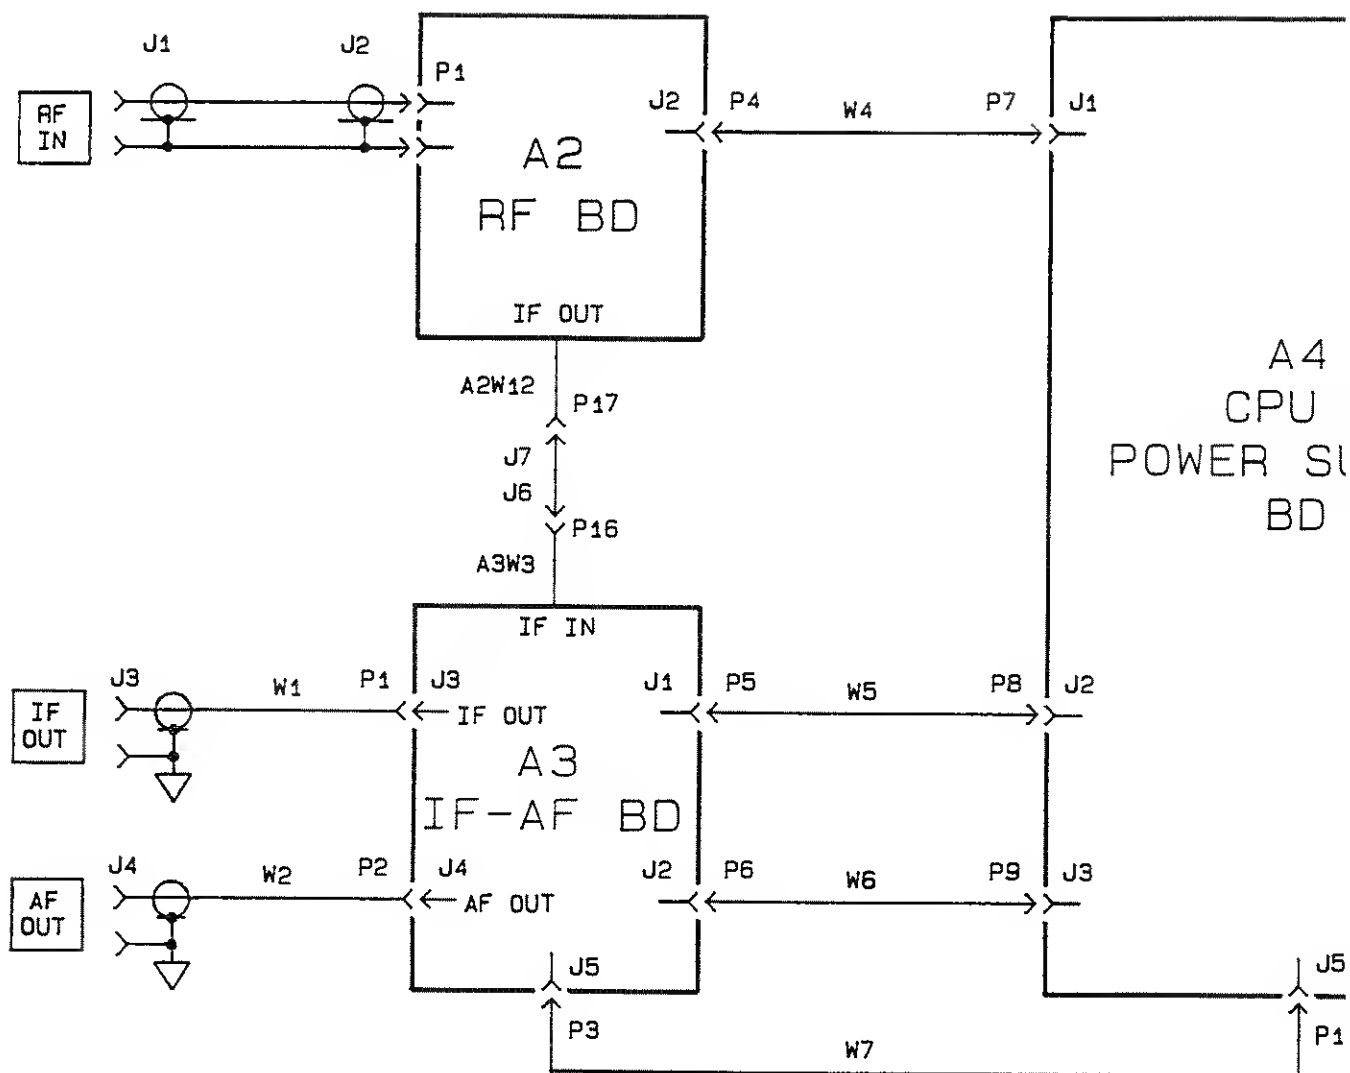 J1
J2
RF
IN
P1
A2
RF BD
IF OUT
J2
P4
W4
P7
J1
A2W12
P17
J7
J6
P16
A3W3
A4
CPU
POWER SU
BD
IF IN
IF
OUT
J3
W1
P1
J3
IF OUT
J1
P5
W5
P8
J2
A3
IF-AF BD
AF
OUT
J4
W2
P2
J4
AF OUT
J2
P6
W6
P9
J3
J5
P3
W7
J5
P1